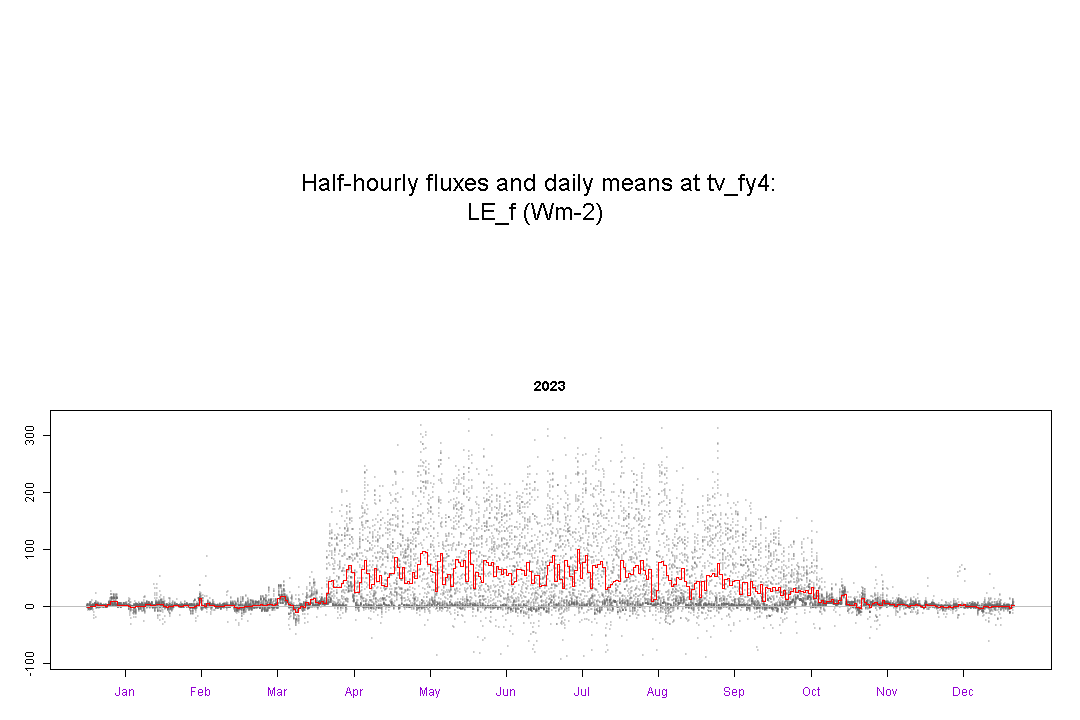 Half-hourly fluxes and daily means at tv_fy4:
LE_f (Wm-2)
2023
300
200
100
0
-100
Jan Feb Mar Apr May Jun Jul Aug Sep Oct Nov Dec